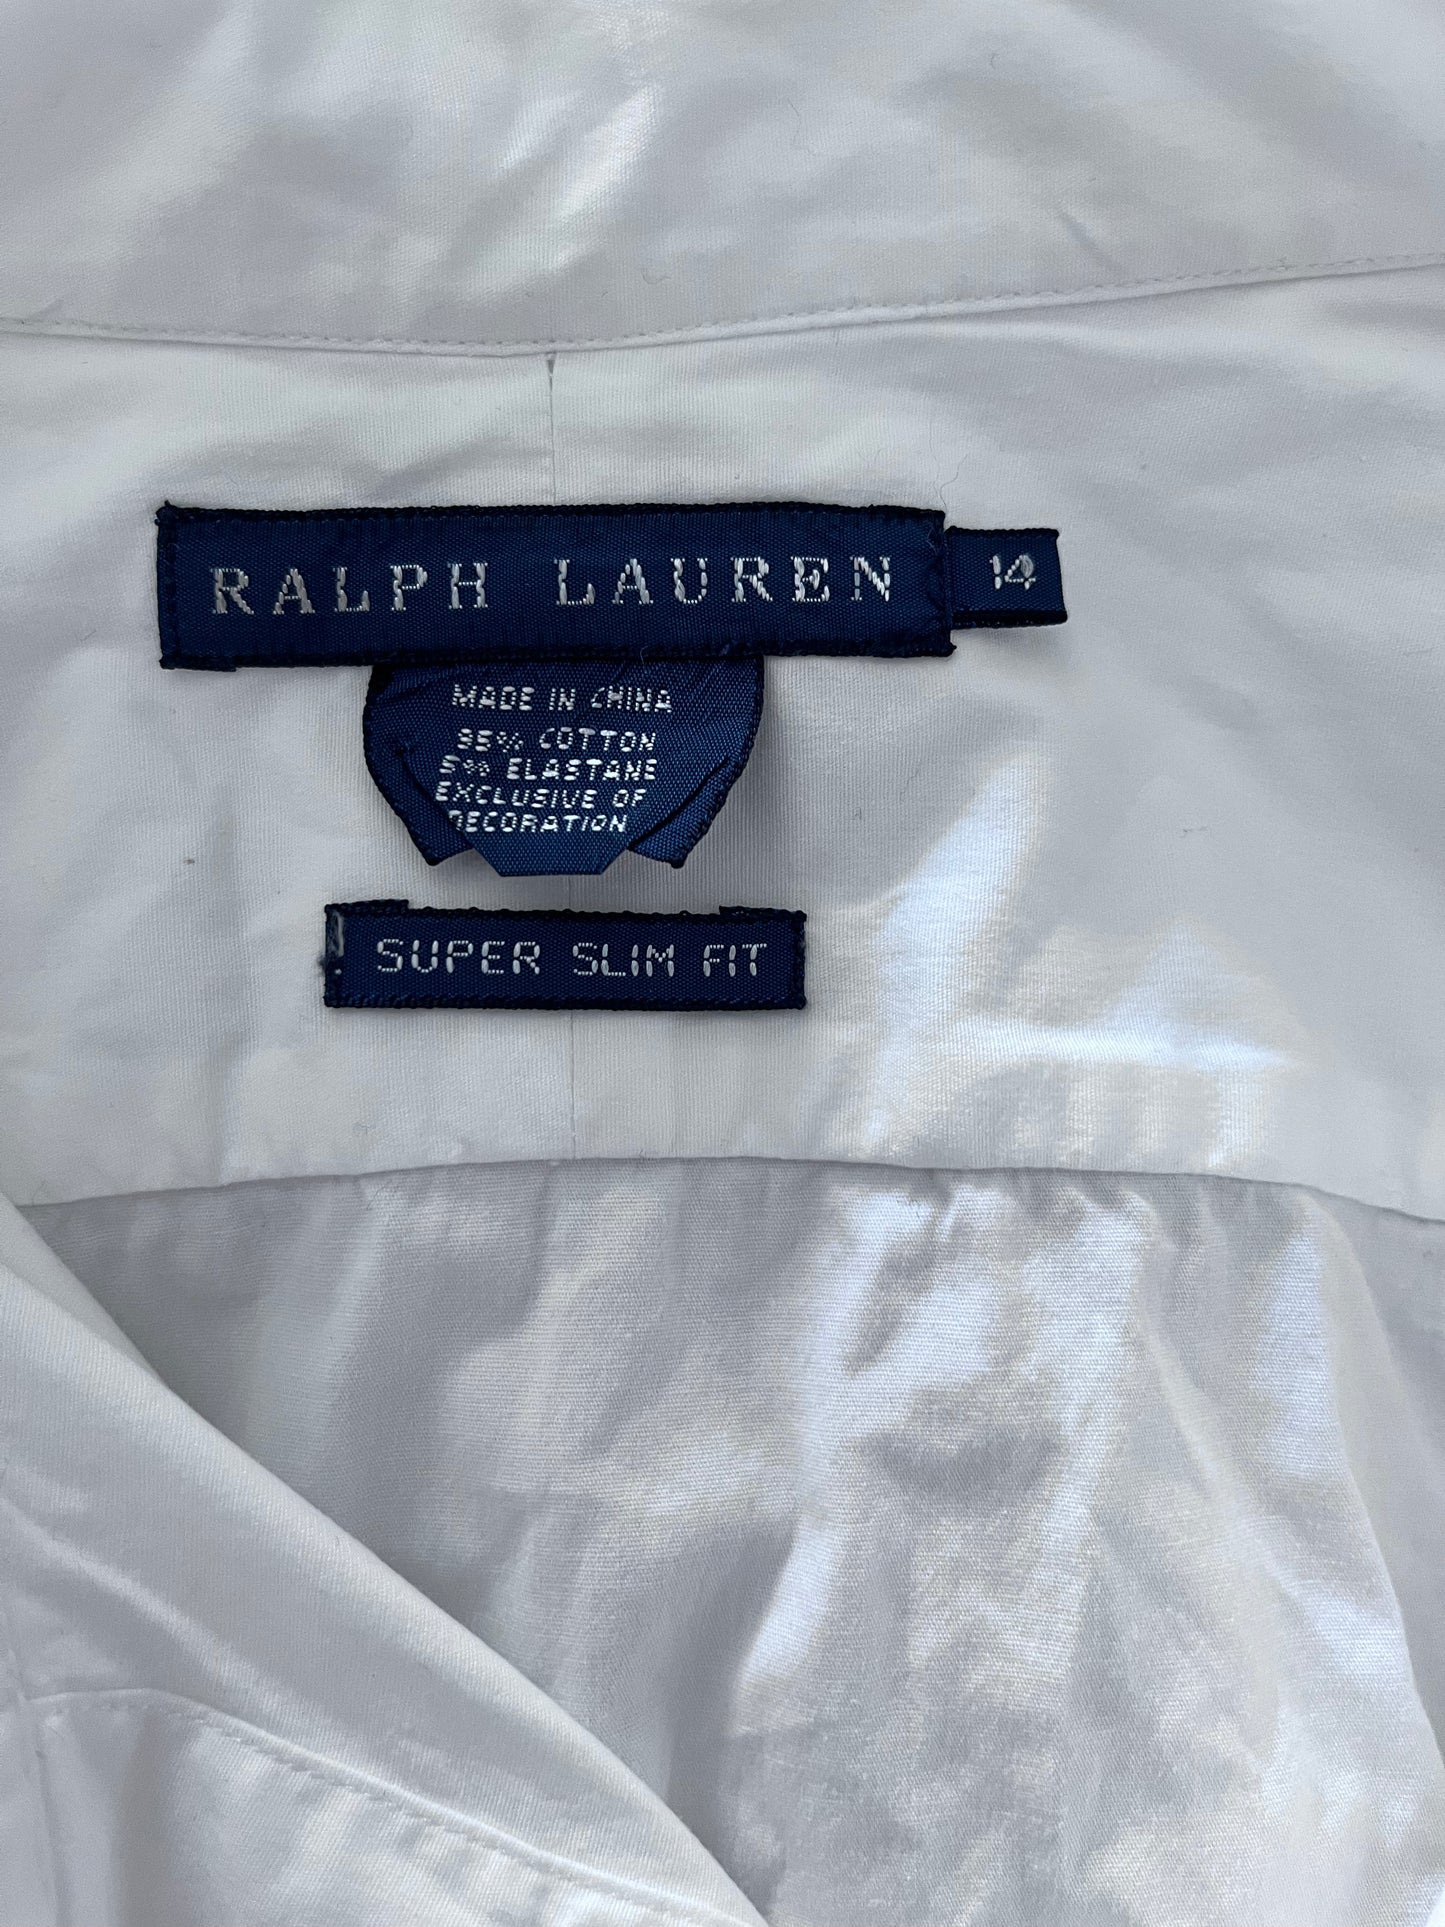 RALPH LAUREN 14
MADE IN CHINA
95% COTTON
5% ELASTANE
EXCLUSIVE OF
DECORATION
SUPER SLIM FIT